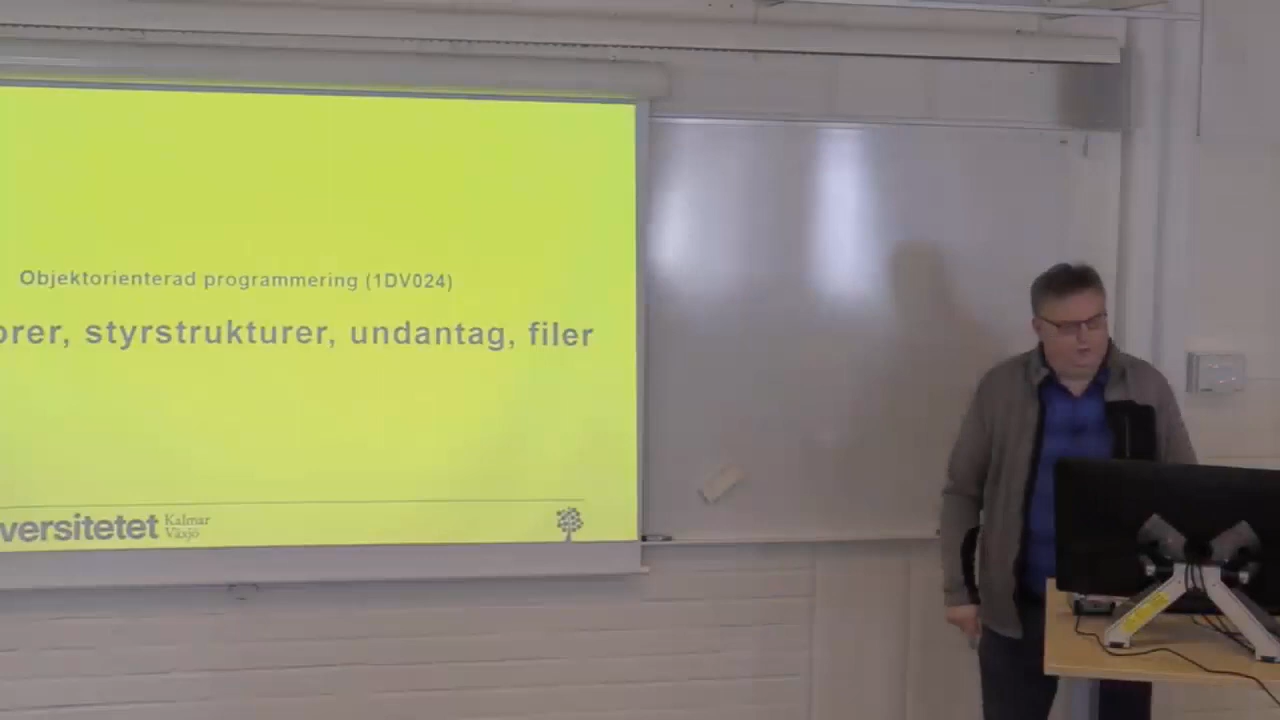 Objektorienterad programmering (1DV024)
orer, styrstrukturer, undantag, filer
versitetet Kalmar
Växjö